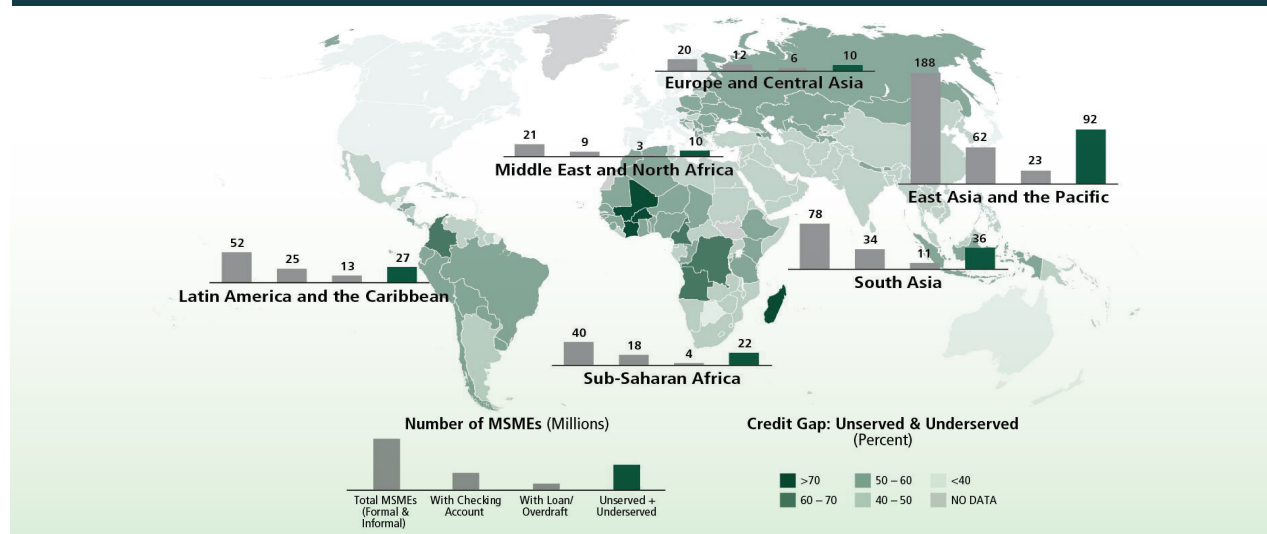 20 12 6 10
Europe and Central Asia
188 62 23 92
East Asia and the Pacific
21 9 3 10
Middle East and North Africa
78 34 11 36
South Asia
52 25 13 27
Latin America and the Caribbean
40 18 4 22
Sub-Saharan Africa
Number of MSMEs (Millions)
Total MSMEs
(Formal &
Informal)
With Checking
Account
With Loan/
Overdraft
Unserved +
Underserved
Credit Gap: Unserved & Underserved
(Percent)
>70 50 – 60 <40
60 – 70 40 – 50 NO DATA